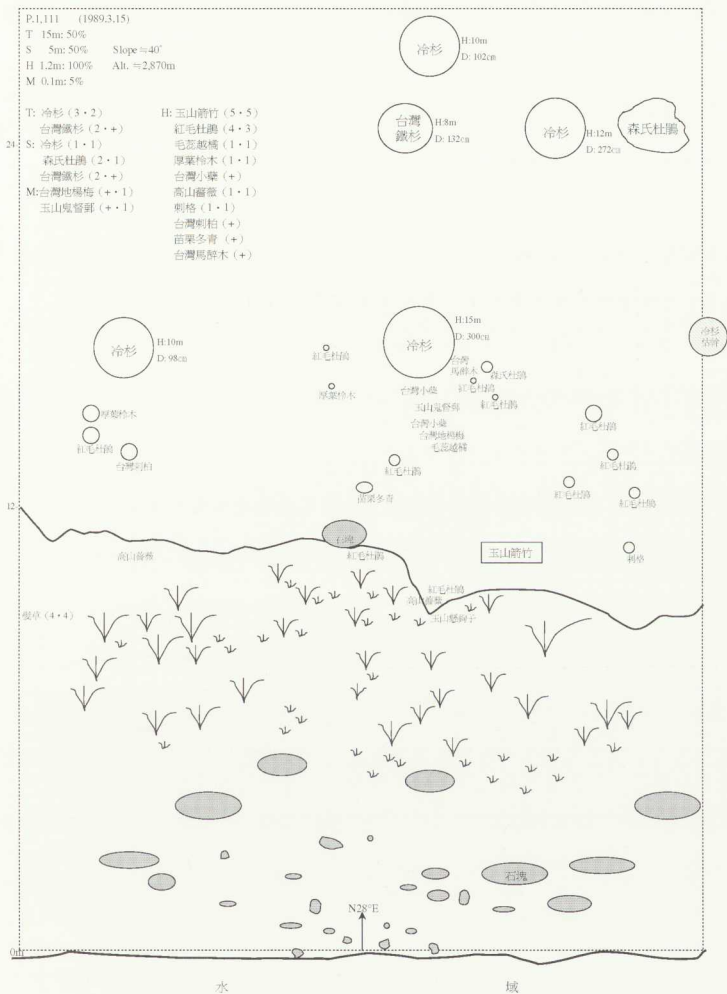 P.1,111 (1989.3.15)
T 15m: 50%
S 5m: 50% Slope≒40°
H 1.2m: 100% Alt. ≒2,870m
M 0.1m: 5%
T: 冷杉 (3・2)
台灣鐵杉 (2・+)
S: 冷杉 (1・1)
森氏杜鵑 (2・1)
台灣鐵杉 (2・+)
M:台灣地楊梅 (+・1)
玉山鬼督郵 (+・1)
H: 玉山箭竹 (5・5)
紅毛杜鵑 (4・3)
毛蕊越橘 (1・1)
厚葉柃木 (1・1)
台灣小蘗 (+)
高山薔薇 (1・1)
刺格 (1・1)
台灣刺柏 (+)
苗栗冬青 (+)
台灣馬醉木 (+)
冷杉
H:10m
D: 102㎝
24
台灣
鐵杉
H:8m
D: 132㎝
冷杉
H:12m
D: 272㎝
森氏杜鵑
冷杉
H:10m
D: 98㎝
紅毛杜鵑
冷杉
H:15m
D: 300㎝
冷杉
枯幹
台灣
馬醉木
森氏杜鵑
厚葉柃木
台灣小蘗
紅毛杜鵑
紅毛杜鵑
玉山鬼督郵
厚葉柃木
台灣小蘗
紅毛杜鵑
台灣地楊梅
紅毛杜鵑
毛蕊越橘
台灣刺柏
紅毛杜鵑
紅毛杜鵑
苗栗冬青
紅毛杜鵑
紅毛杜鵑
12
石塊
高山薔薇
紅毛杜鵑
玉山箭竹
刺格
紅毛杜鵑
高山薔薇
(4・4)
玉山懸鉤子
石塊
N28°E
0m
水 域